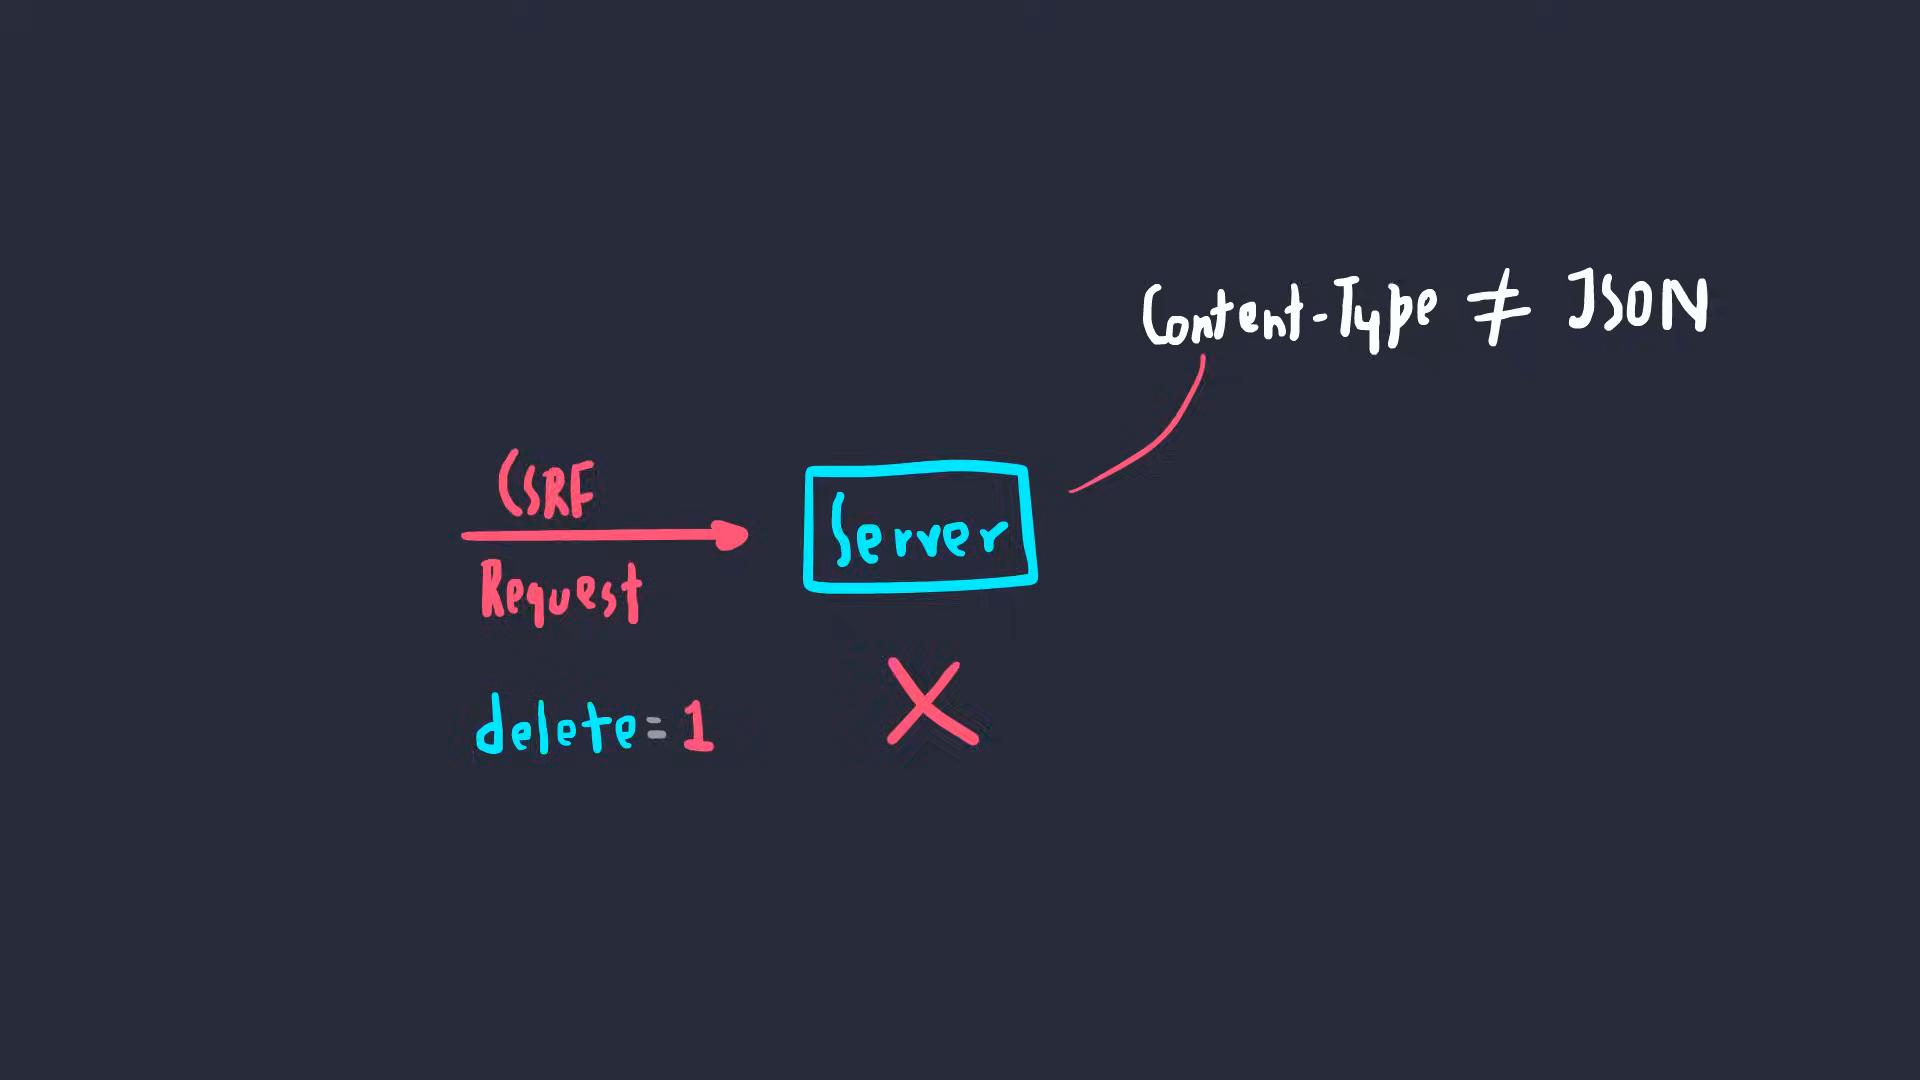 Content-Type ≠ JSON
CSRF
Request
Server
delete=1